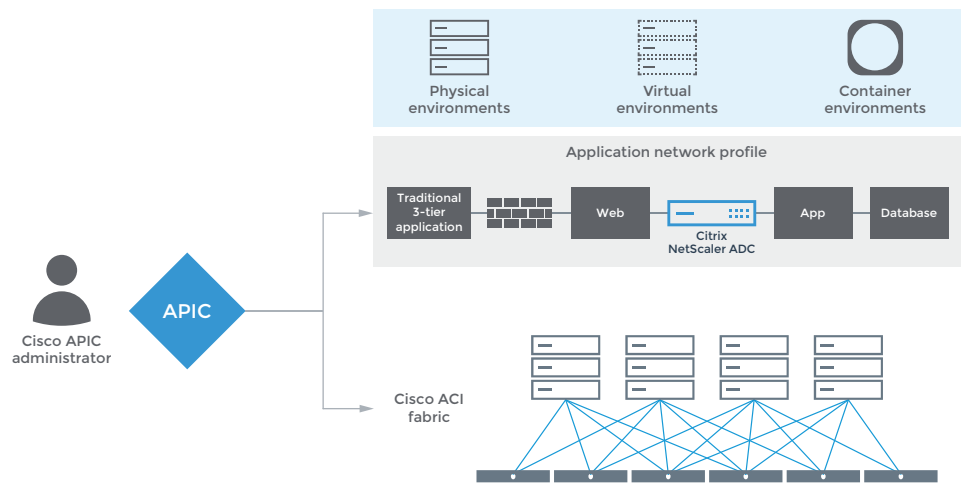 Physical
environments
Virtual
environments
Container
environments
Application network profile
Traditional
3-tier
application
Web
Citrix
NetScaler ADC
App
Database
APIC
Cisco APIC
administrator
Cisco ACI
fabric